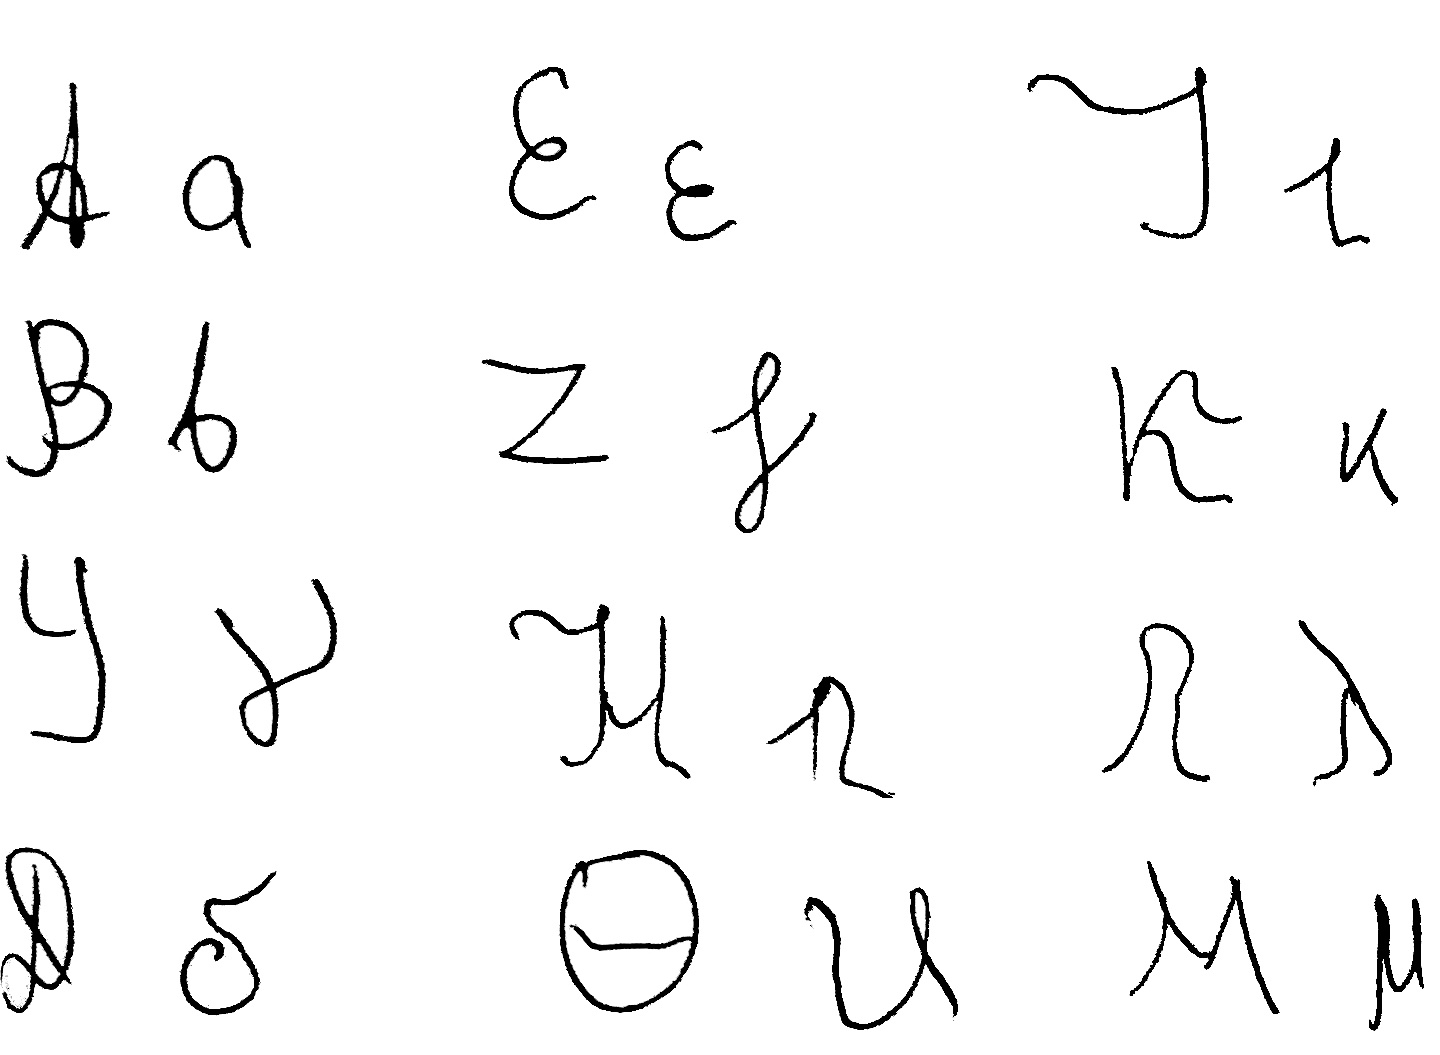 Α α Ε ε Ι ι
Β β Ζ ζ Κ κ
Γ γ Η η Λ λ
Δ δ Θ θ Μ μ